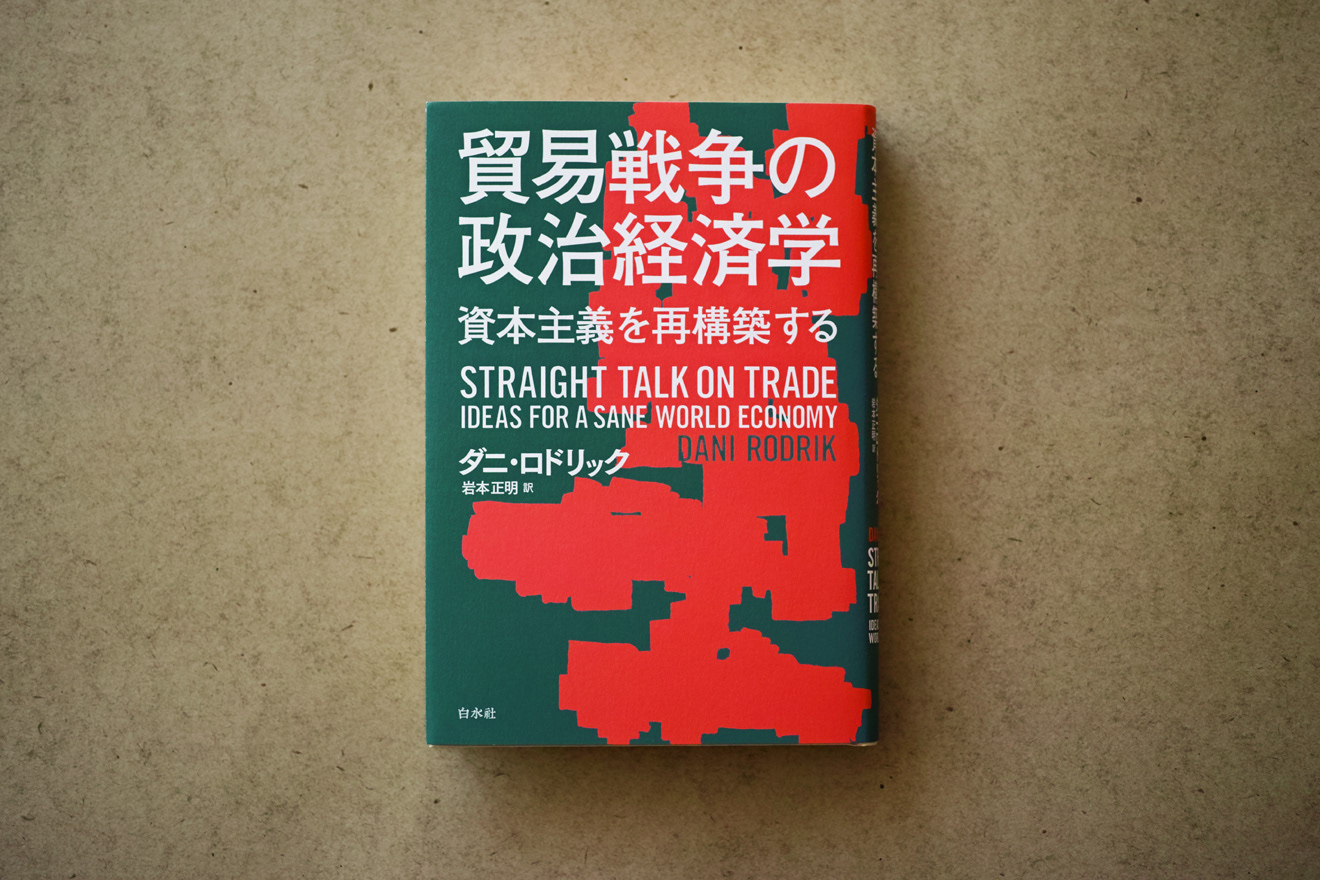 貿易戦争の
政治経済学
資本主義を再構築する
STRAIGHT TALK ON TRADE
IDEAS FOR A SANE WORLD ECONOMY
DANI RODRIK
ダニ・ロドリック
岩本正明 訳
白水社